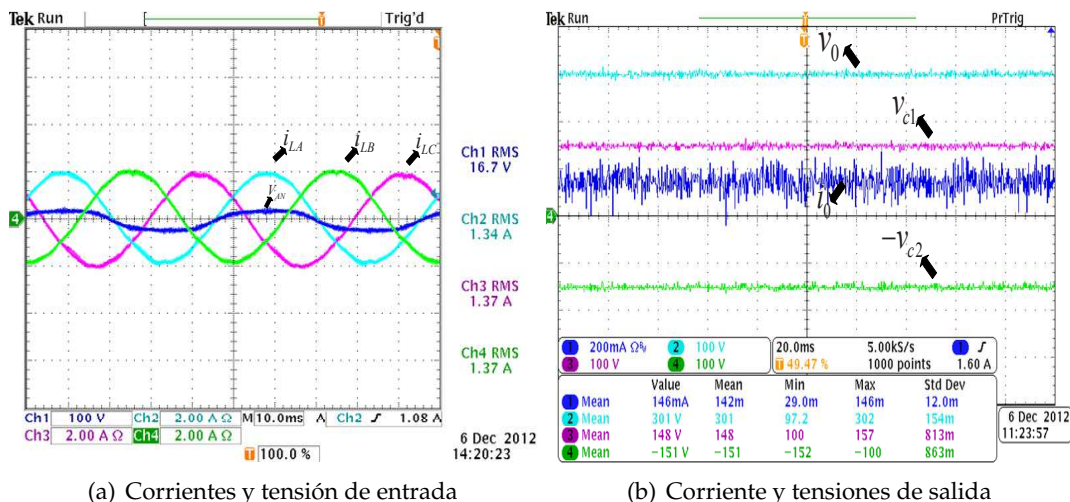 Tek Run Trig'd
i_LA i_LB i_LC
V_AN
4
Ch1 RMS
16.7 V
Ch2 RMS
1.34 A
Ch3 RMS
1.37 A
Ch4 RMS
1.37 A
Ch1 100 V Ch2 2.00 A Ω M 10.0ms A Ch2 ʃ 1.08 A
Ch3 2.00 A Ω Ch4 2.00 A Ω
T 100.0 %
6 Dec 2012
14:20:23
(a) Corrientes y tensión de entrada
Tek Run PrTrig
v_0
v_c1
i_0
4
−v_c2
1 200mA Ω 2 100 V 20.0ms 5.00kS/s 1 ʃ
3 100 V 4 100 V T 49.47 % 1000 points 1.60 A
Value Mean Min Max Std Dev
1 Mean 146mA 142m 29.0m 146m 12.0m
2 Mean 301 V 301 97.2 302 154m
3 Mean 148 V 148 100 157 813m
4 Mean −151 V −151 −152 −100 863m
6 Dec 2012
11:23:57
(b) Corriente y tensiones de salida